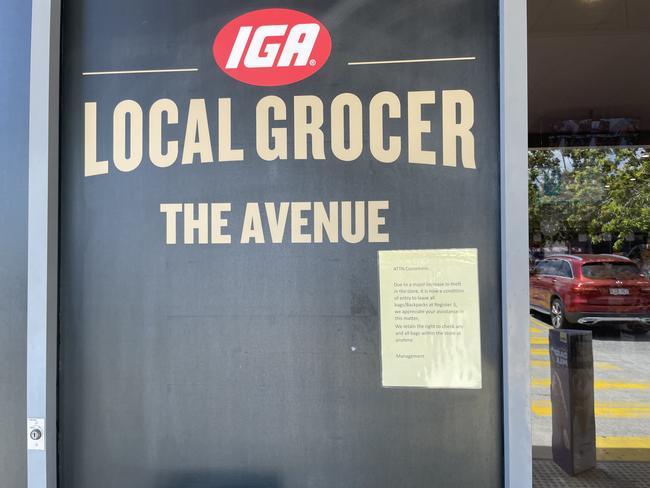 IGA
LOCAL GROCER
THE AVENUE
ATTN Customers,
Due to a major increase in theft
in the store, it is now a condition
of entry to leave all
bags/Backpacks at Register 3,
we appreciate your assistance in
this matter,
We retain the right to check any
and all bags within the store at
anytime
Management